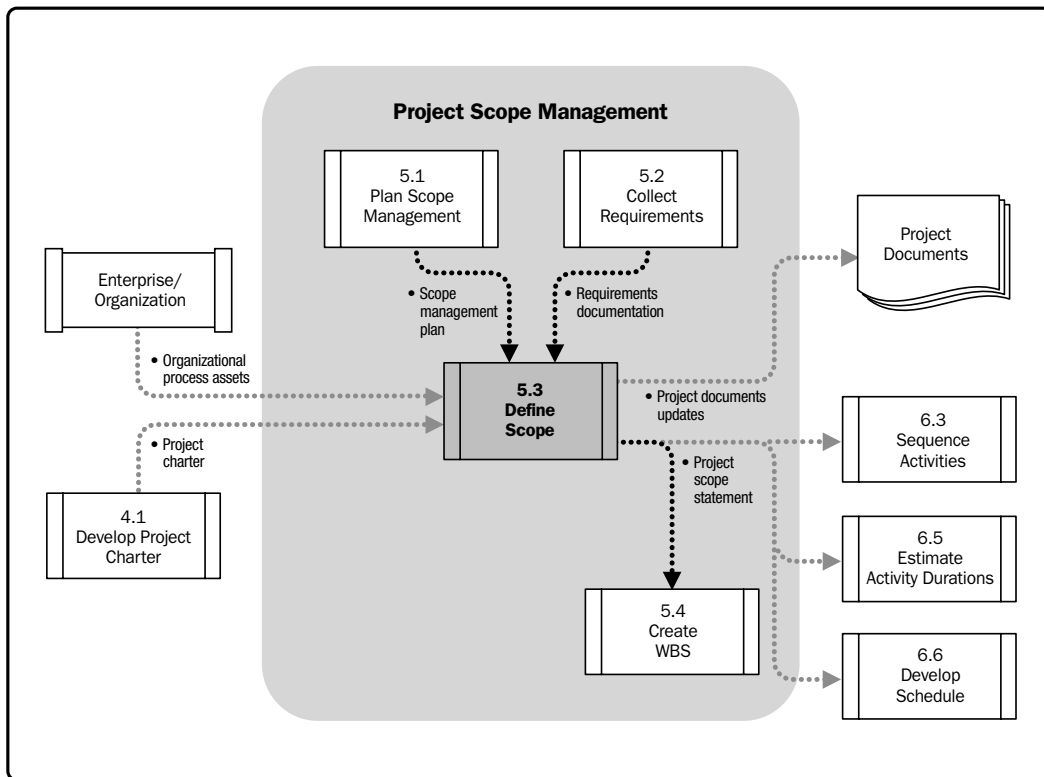 Project Scope Management
5.1
Plan Scope
Management
5.2
Collect
Requirements
Project
Documents
Enterprise/
Organization
• Scope
management
plan
• Requirements
documentation
• Organizational
process assets
5.3
Define
Scope
• Project documents
updates
• Project
charter
• Project
scope
statement
6.3
Sequence
Activities
4.1
Develop Project
Charter
6.5
Estimate
Activity Durations
5.4
Create
WBS
6.6
Develop
Schedule